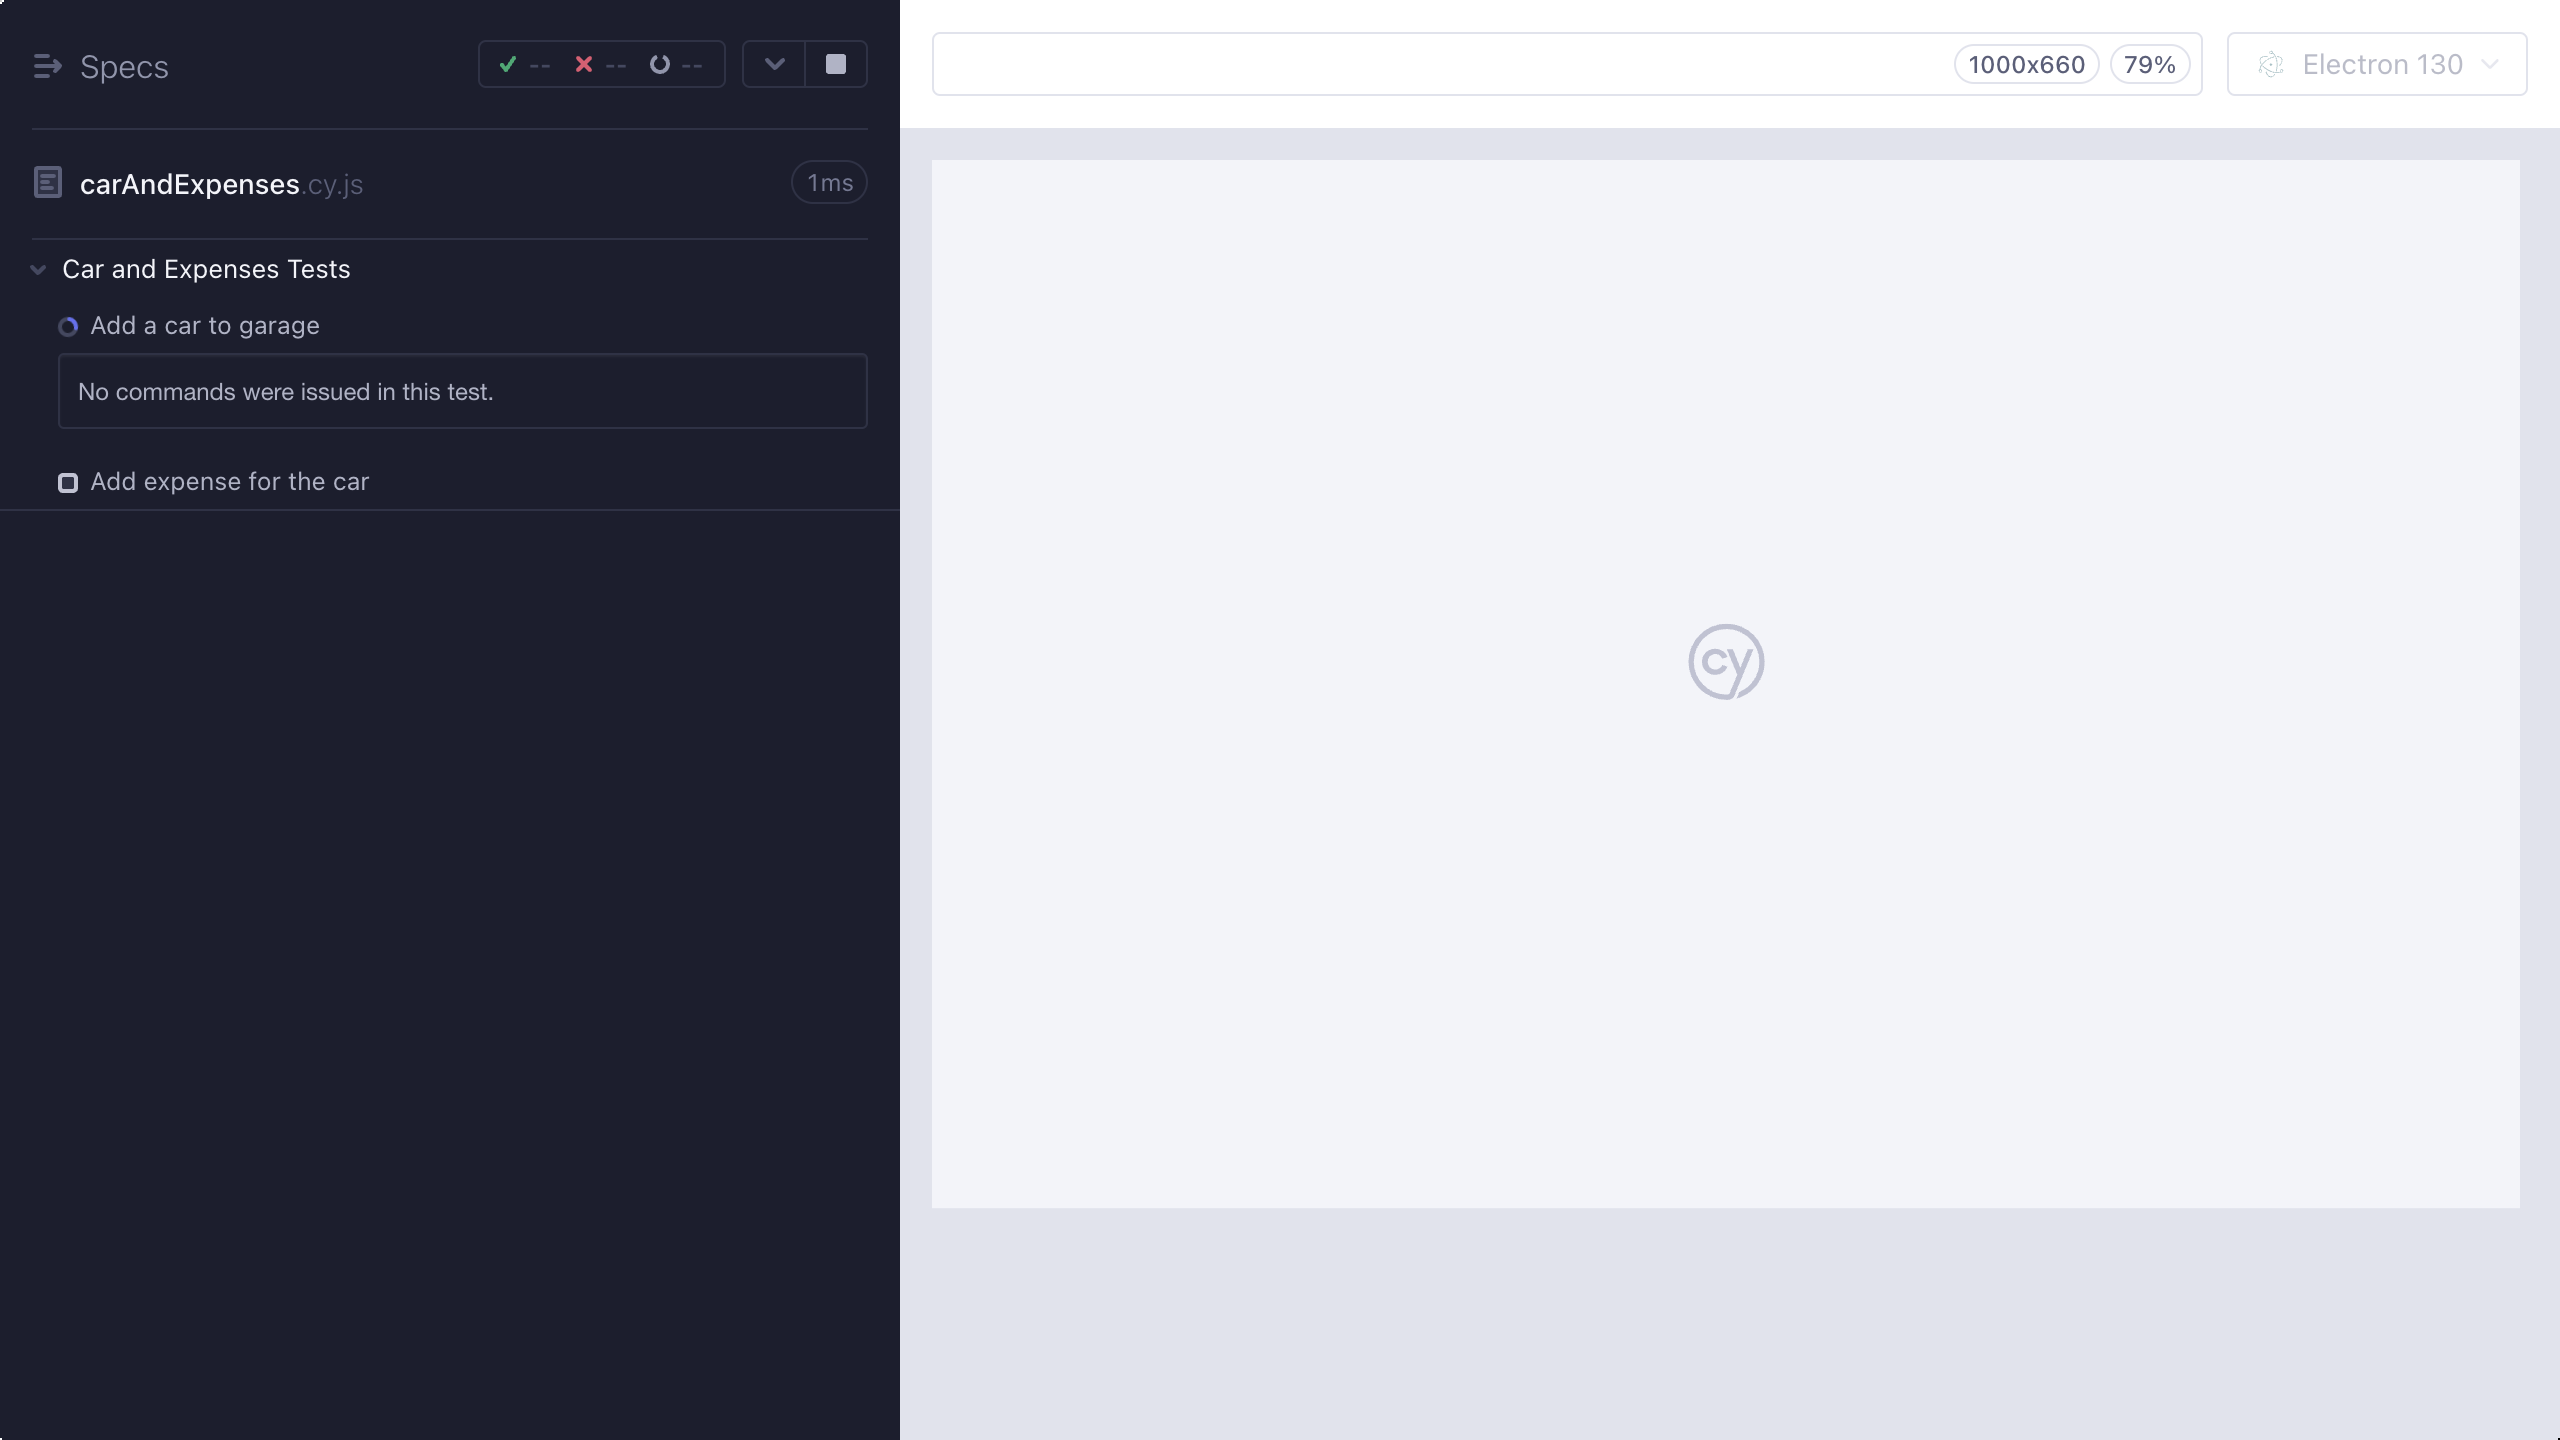 Specs
-- -- --
carAndExpenses.cy.js
1ms
Car and Expenses Tests
Add a car to garage
No commands were issued in this test.
Add expense for the car
1000x660
79%
Electron 130
cy